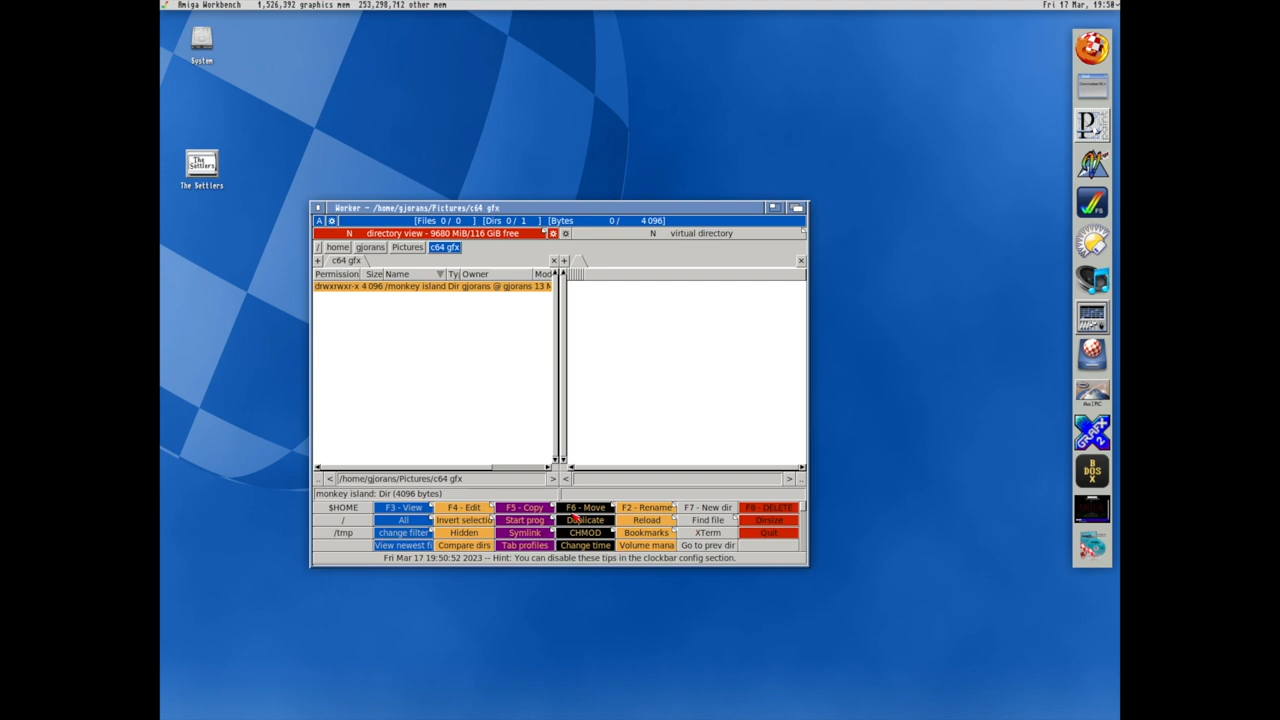 Amiga Workbench 1,526,392 graphics mem 253,298,712 other mem
Fri 17 Mar, 19:50
System
The Settlers
The Settlers
Worker – /home/gjorans/Pictures/c64 gfx
A [Files 0 / 0 ] [Dirs 0 / 1 ] [Bytes 0 / 4 096]
N directory view - 9680 MiB/116 GiB free
N virtual directory
/ home gjorans Pictures c64 gfx
+ c64 gfx
+
Permission Size Name Ty Owner Mod
drwxrwxr-x 4 096 /monkey island Dir gjorans @ gjorans 13 M
.. < /home/gjorans/Pictures/c64 gfx >
< > ..
monkey island: Dir (4096 bytes)
$HOME F3 - View F4 - Edit F5 - Copy F6 - Move F2 - Rename F7 - New dir F8 - DELETE
/ All Invert selectio Start prog Duplicate Reload Find file Dirsize
/tmp change filter Hidden Symlink CHMOD Bookmarks XTerm Quit
View newest fi Compare dirs Tab profiles Change time Volume mana Go to prev dir
Fri Mar 17 19:50:52 2023 -- Hint: You can disable these tips in the clockbar config section.
P
FS
AmIRC
GRAFX2
B
DOS
X